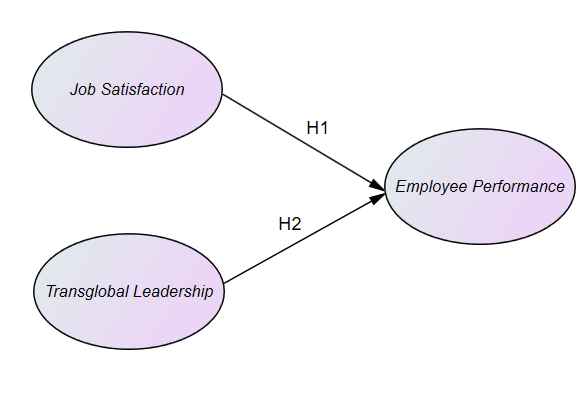 Job Satisfaction
H1
Employee Performance
H2
Transglobal Leadership